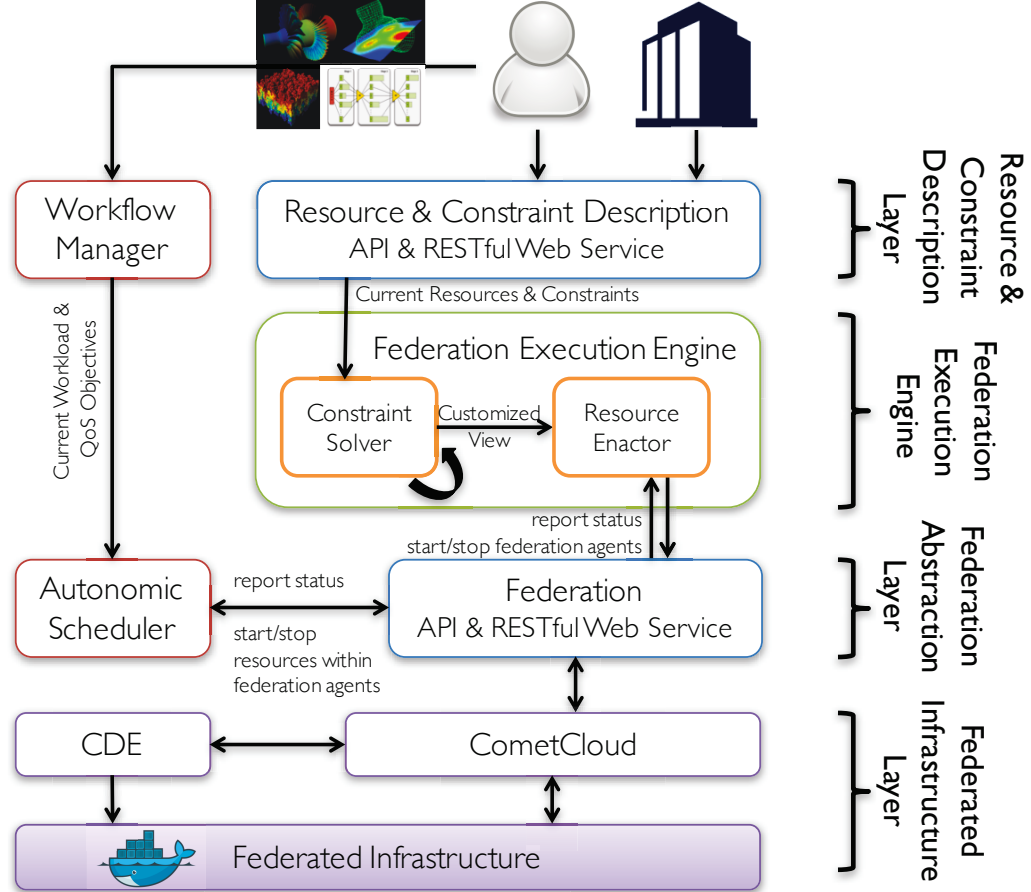 Workflow
Manager
Resource & Constraint Description
API & RESTful Web Service
Resource &
Constraint
Description
Layer
Current Resources & Constraints
Current Workload &
QoS Objectives
Federation Execution Engine
Constraint
Solver
Customized
View
Resource
Enactor
Federation
Execution
Engine
report status
start/stop federation agents
Autonomic
Scheduler
report status
start/stop
resources within
federation agents
Federation
API & RESTful Web Service
Federation
Abstraction
Layer
CDE
CometCloud
Federated Infrastructure
Federated
Infrastructure
Layer